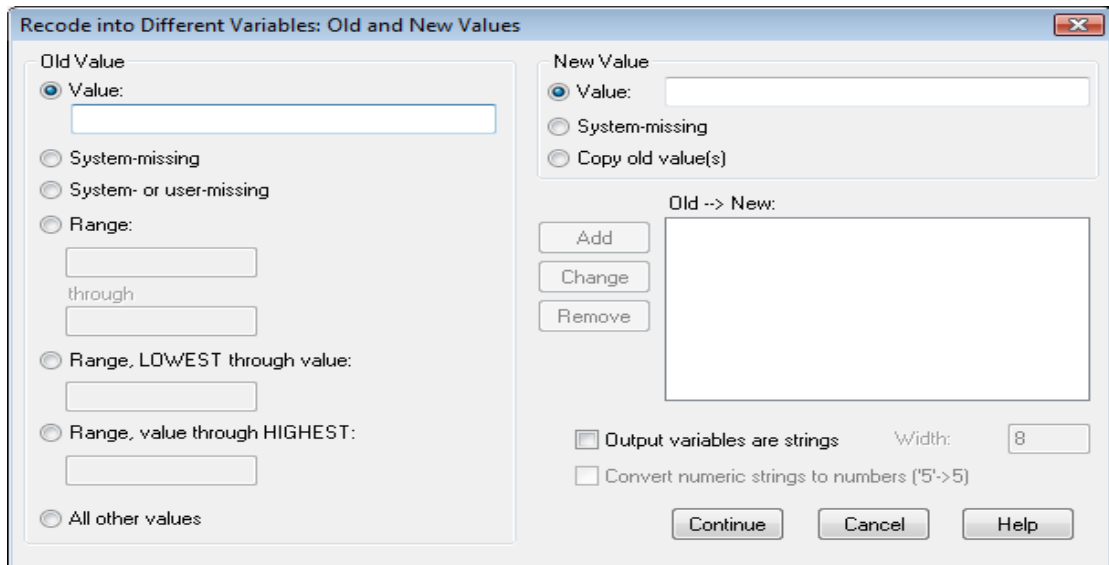 Recode into Different Variables: Old and New Values
Old Value
Value:
System-missing
System- or user-missing
Range:
through
Range, LOWEST through value:
Range, value through HIGHEST:
All other values
New Value
Value:
System-missing
Copy old value(s)
Old --> New:
Add
Change
Remove
Output variables are strings Width: 8
Convert numeric strings to numbers ('5'->5)
Continue Cancel Help